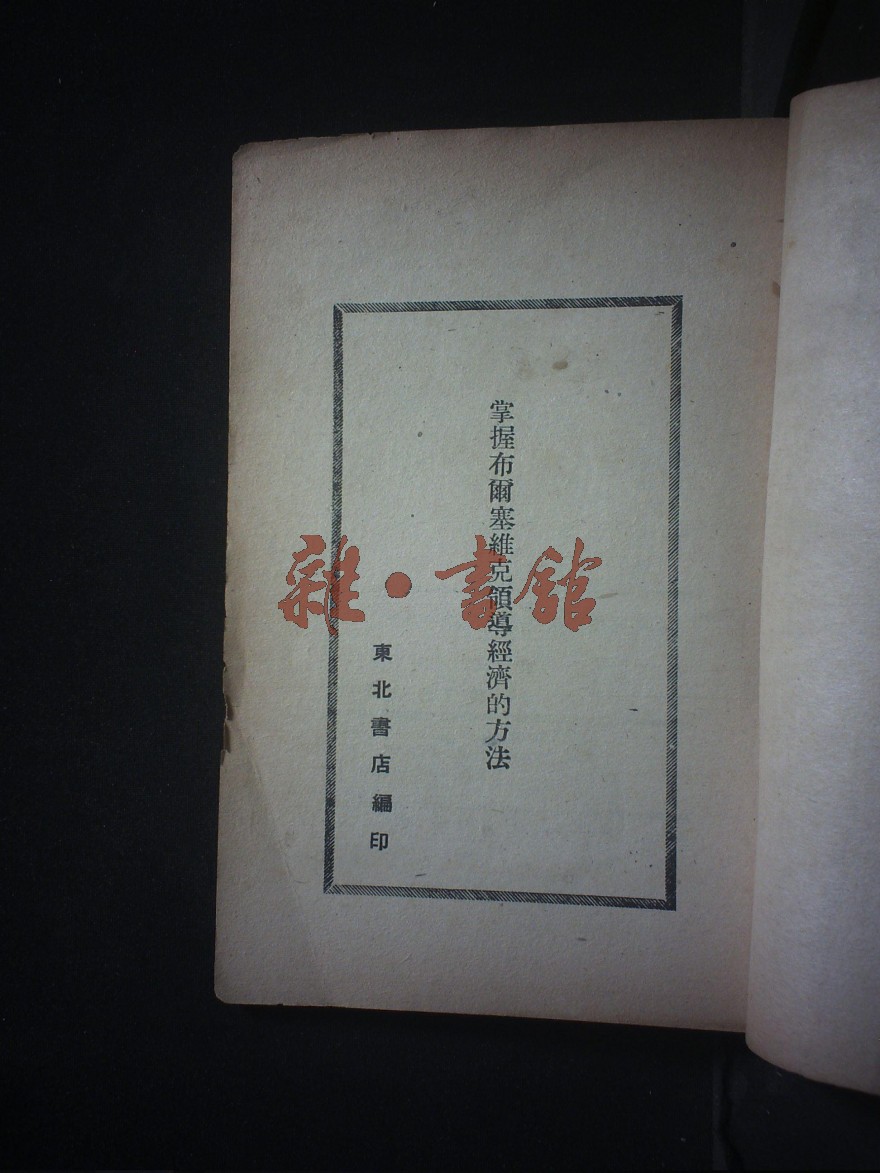 掌握布爾塞維克領導經濟的方法
東北書店編印
雜·書館